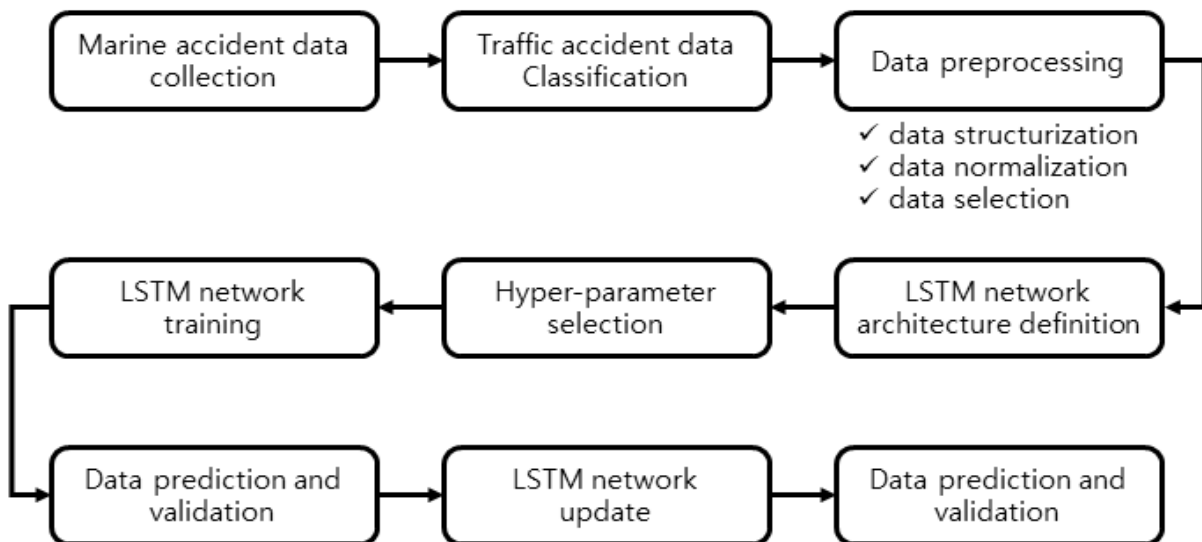 Marine accident data
collection
Traffic accident data
Classification
Data preprocessing
✓ data structurization
✓ data normalization
✓ data selection
LSTM network
architecture definition
Hyper-parameter
selection
LSTM network
training
Data prediction and
validation
LSTM network
update
Data prediction and
validation